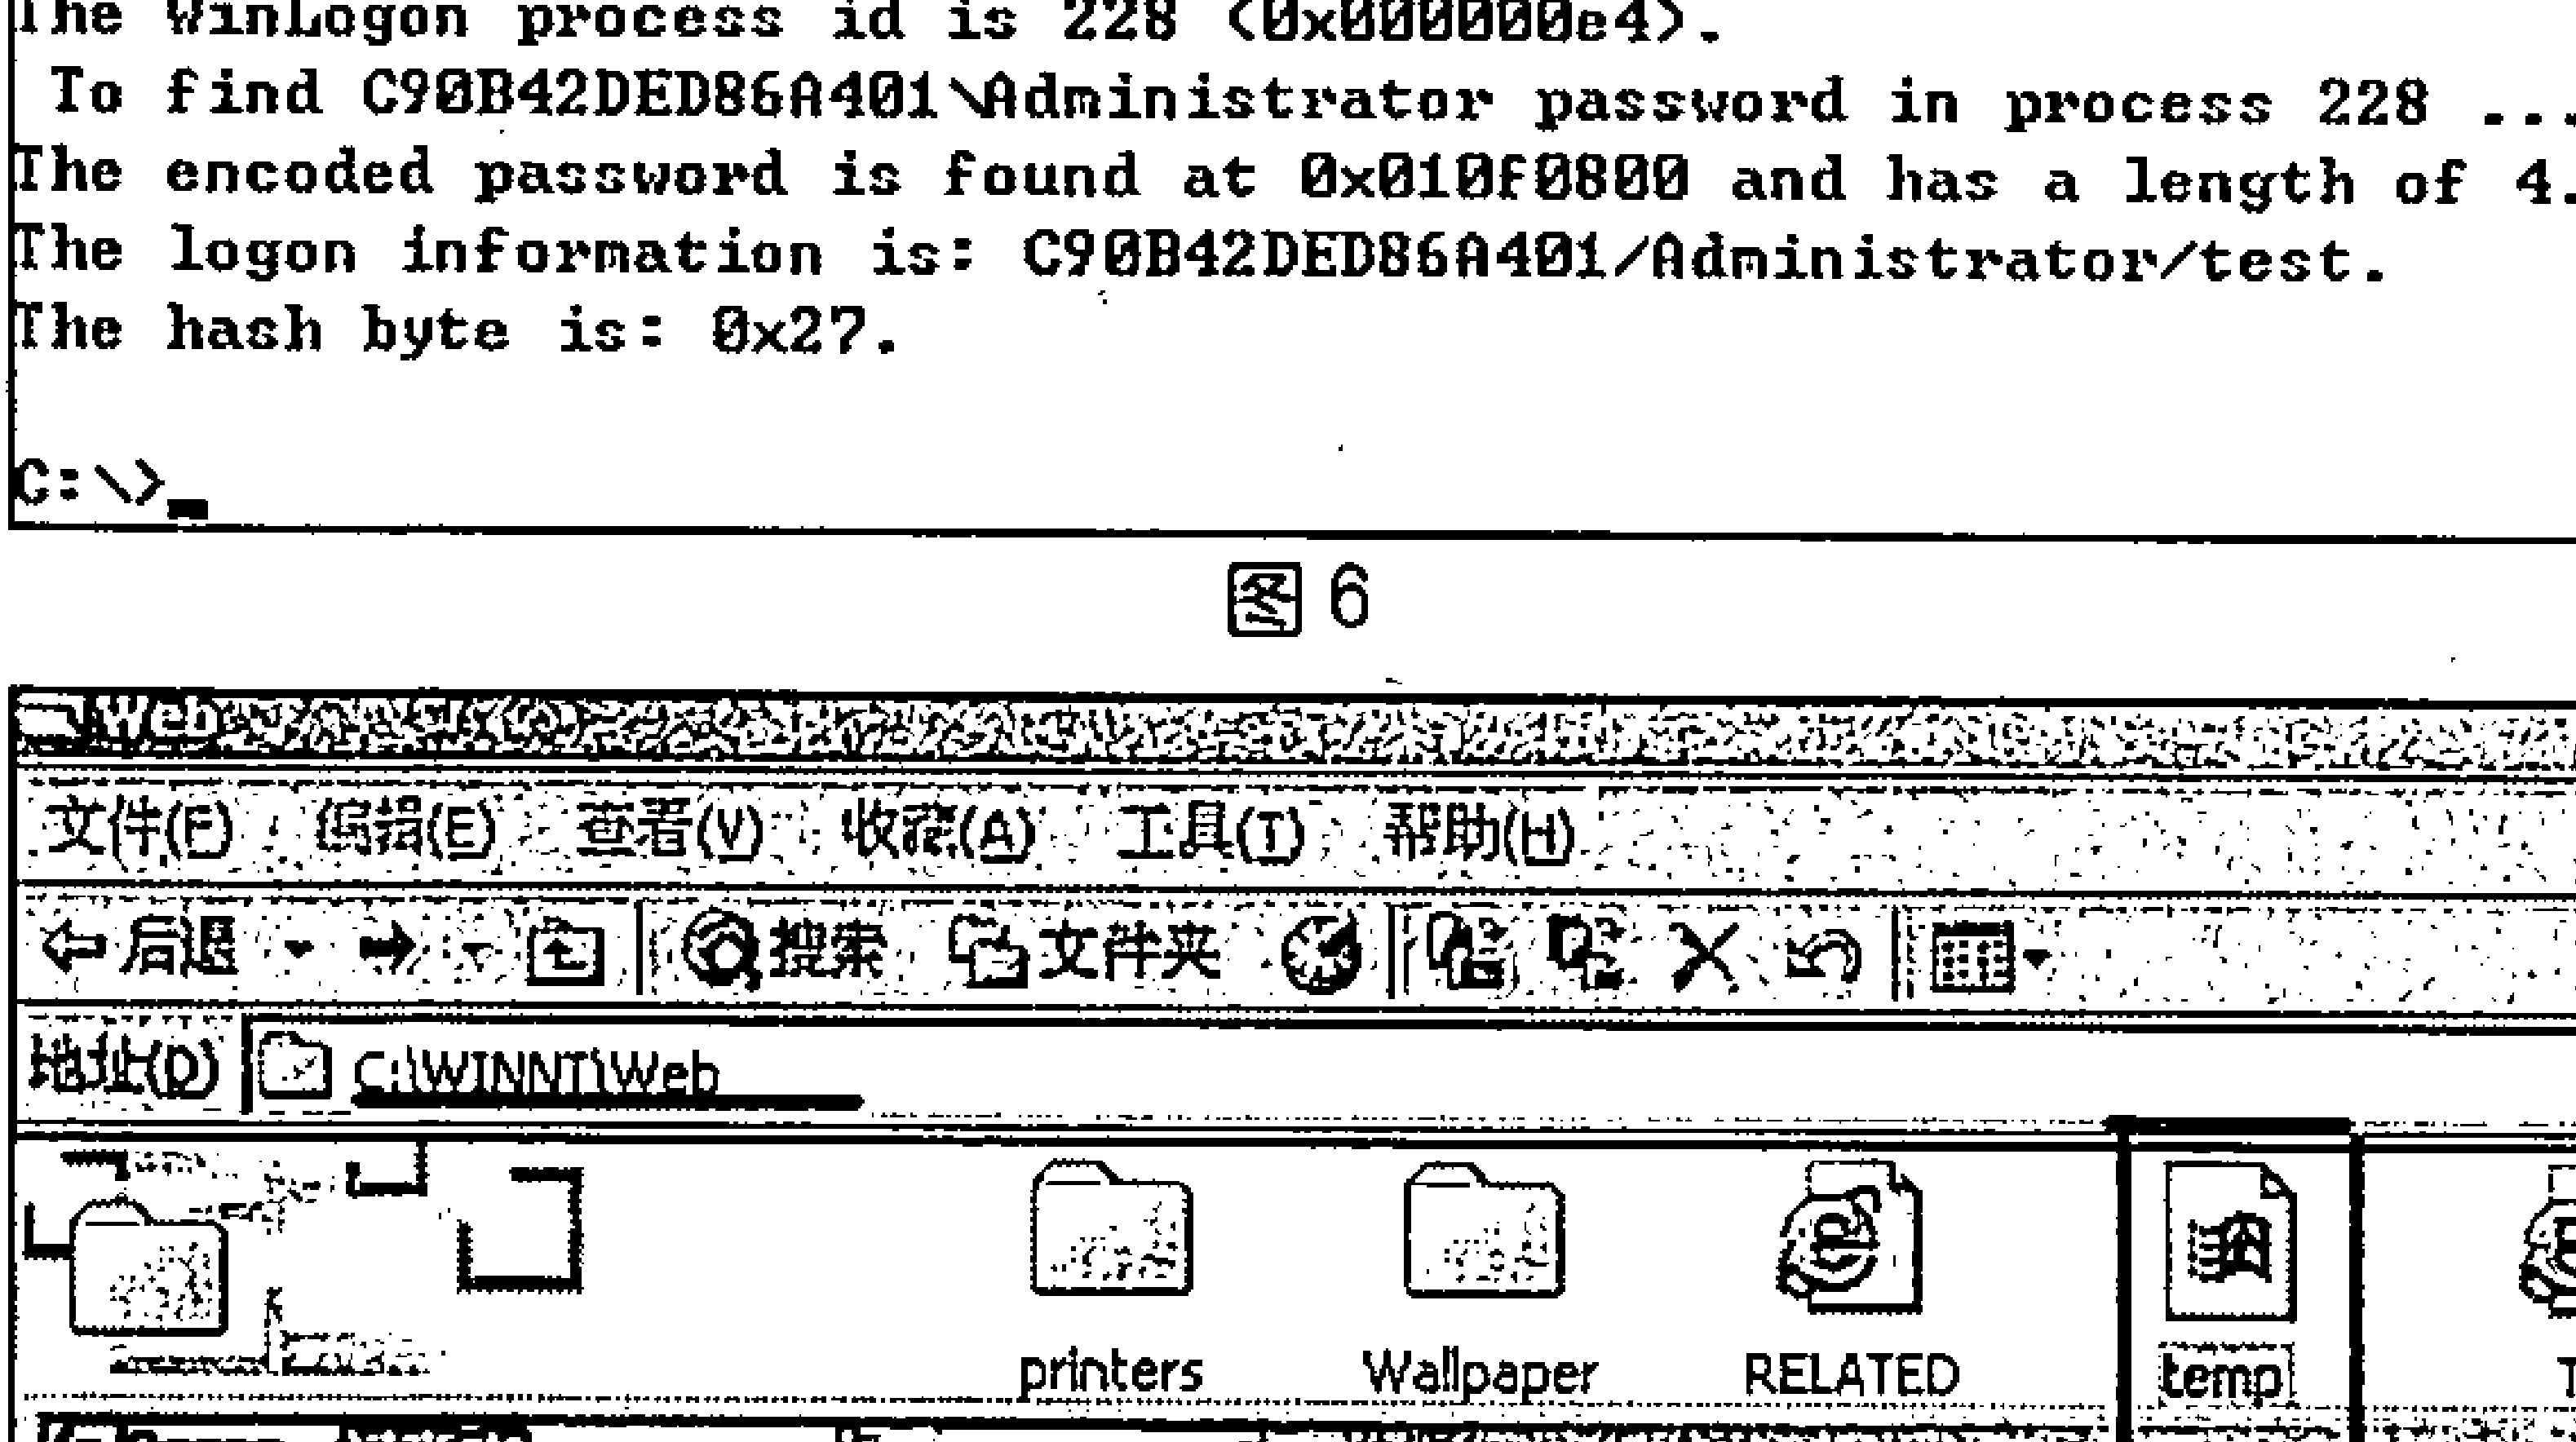 The WinLogon process id is 228 (0x000000e4).
To find C90B42DED86A401\Administrator password in process 228 ...
The encoded password is found at 0x010f0800 and has a length of 4.
The logon information is: C90B42DED86A401/Administrator/test.
The hash byte is: 0x27.
C:\>
图 6
Web
文件(F) 编辑(E) 查看(V) 收藏(A) 工具(T) 帮助(H)
后退 搜索 文件夹
地址(D) C:\WINNT\Web
printers Wallpaper RELATED temp